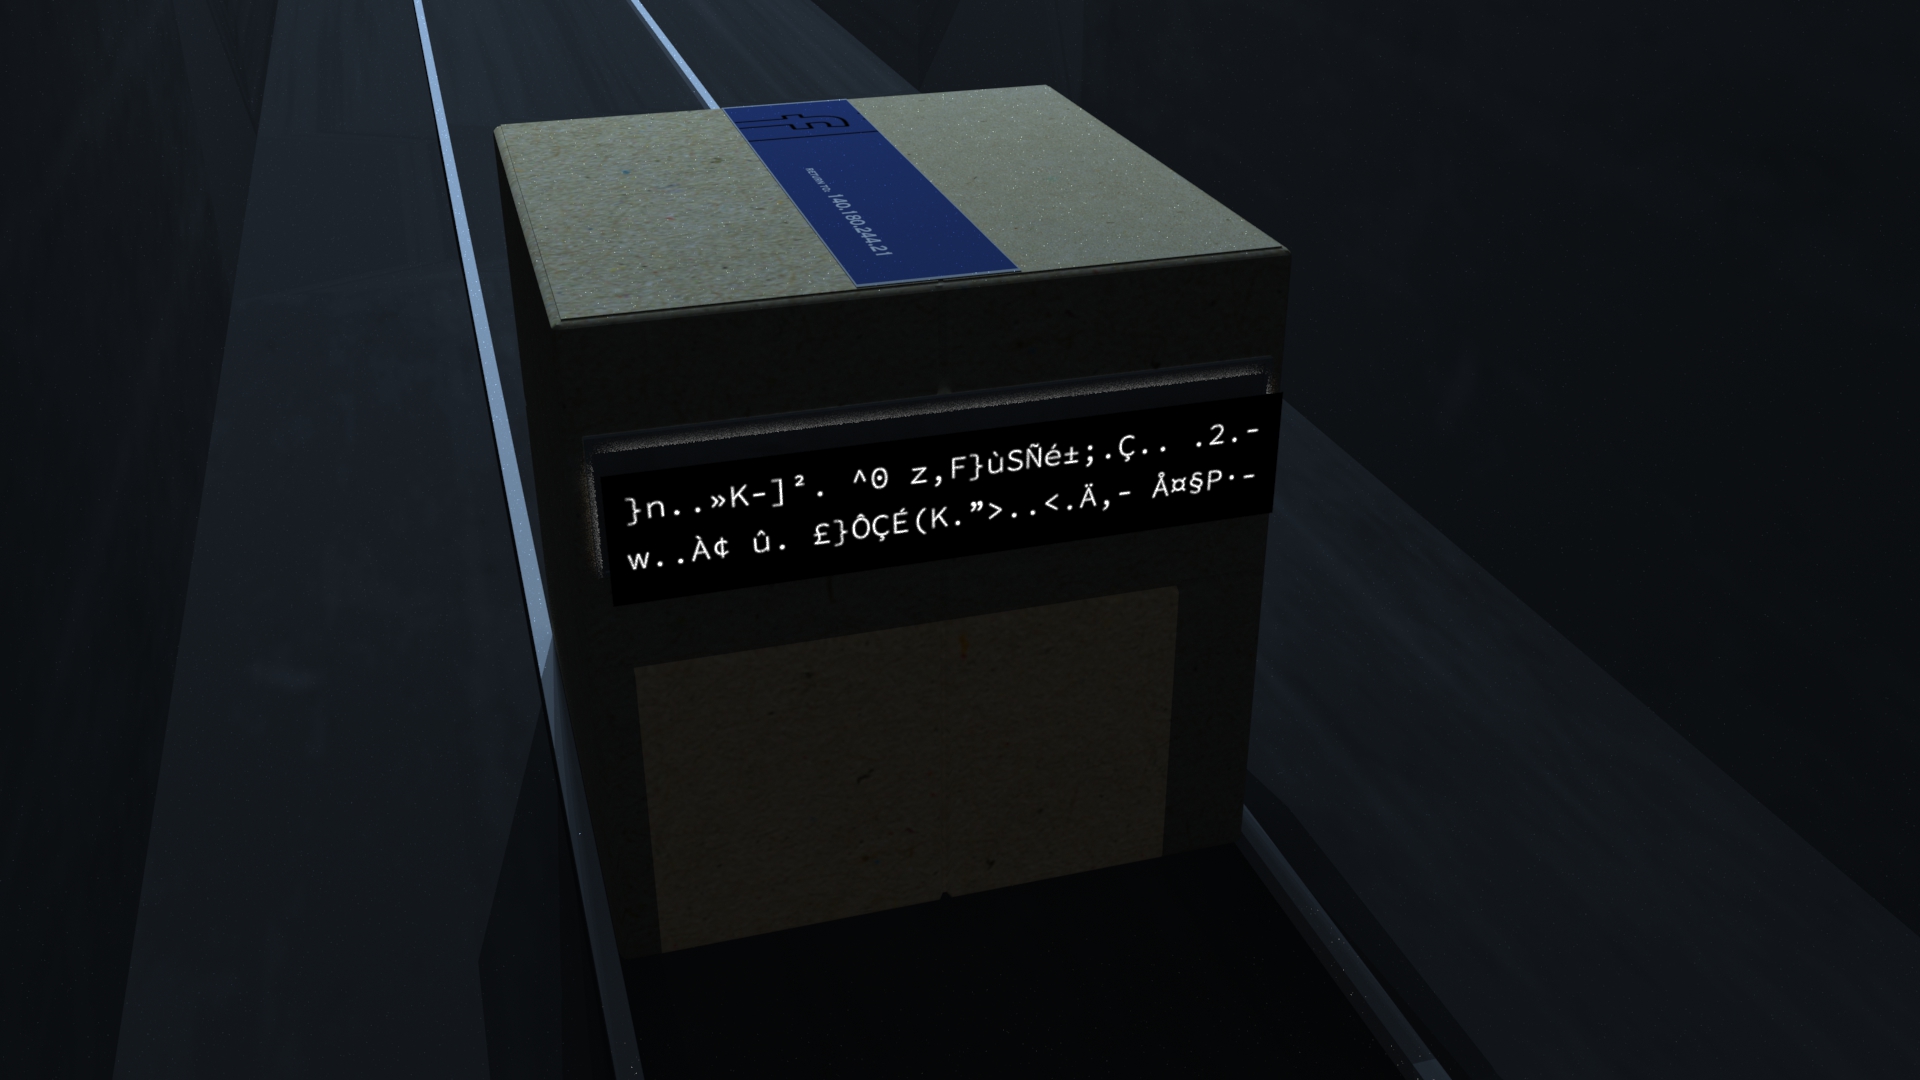 RETURN TO: 140.180.244.21
}n..»K-]². ^0 z,F}ùSÑé±;.Ç.. .2.-
w..À¢ û. £}ÔÇÉ(K.”>..<.Ä,- Â¤§P·-